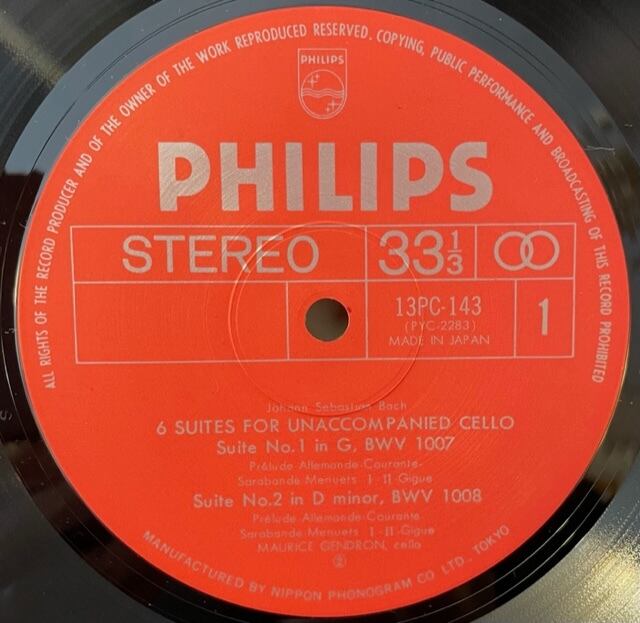 ALL RIGHTS OF THE RECORD PRODUCER AND OF THE OWNER OF THE WORK REPRODUCED RESERVED. COPYING, PUBLIC PERFORMANCE AND BROADCASTING OF THIS RECORD PROHIBITED
PHILIPS
PHILIPS
STEREO 33 1/3
13PC-143
(PYC-2283)
MADE IN JAPAN
1
Johann Sebastian Bach
6 SUITES FOR UNACCOMPANIED CELLO
Suite No.1 in G, BWV 1007
Prélude-Allemande-Courante-
Sarabande-Menuets I-II-Gigue
Suite No.2 in D minor, BWV 1008
Prélude-Allemande-Courante-
Sarabande-Menuets I-II-Gigue
MAURICE GENDRON, cello
Ⓟ
MANUFACTURED BY NIPPON PHONOGRAM CO LTD., TOKYO